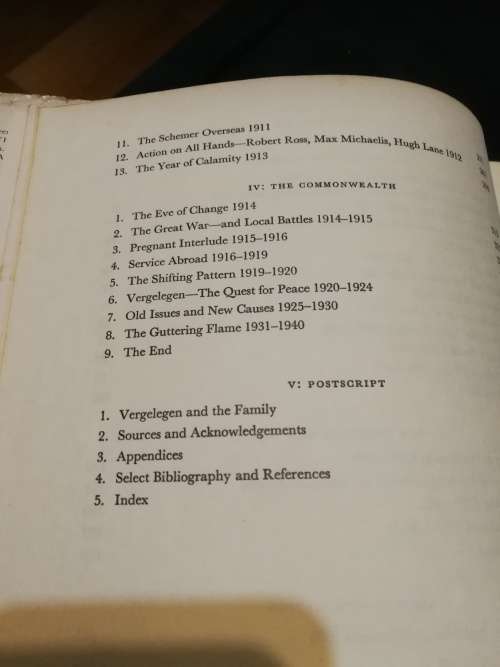 11. The Schemer Overseas 1911
12. Action on All Hands—Robert Ross, Max Michaelis, Hugh Lane 1912
13. The Year of Calamity 1913
IV: THE COMMONWEALTH
1. The Eve of Change 1914
2. The Great War—and Local Battles 1914–1915
3. Pregnant Interlude 1915–1916
4. Service Abroad 1916–1919
5. The Shifting Pattern 1919–1920
6. Vergelegen—The Quest for Peace 1920–1924
7. Old Issues and New Causes 1925–1930
8. The Guttering Flame 1931–1940
9. The End
V: POSTSCRIPT
1. Vergelegen and the Family
2. Sources and Acknowledgements
3. Appendices
4. Select Bibliography and References
5. Index